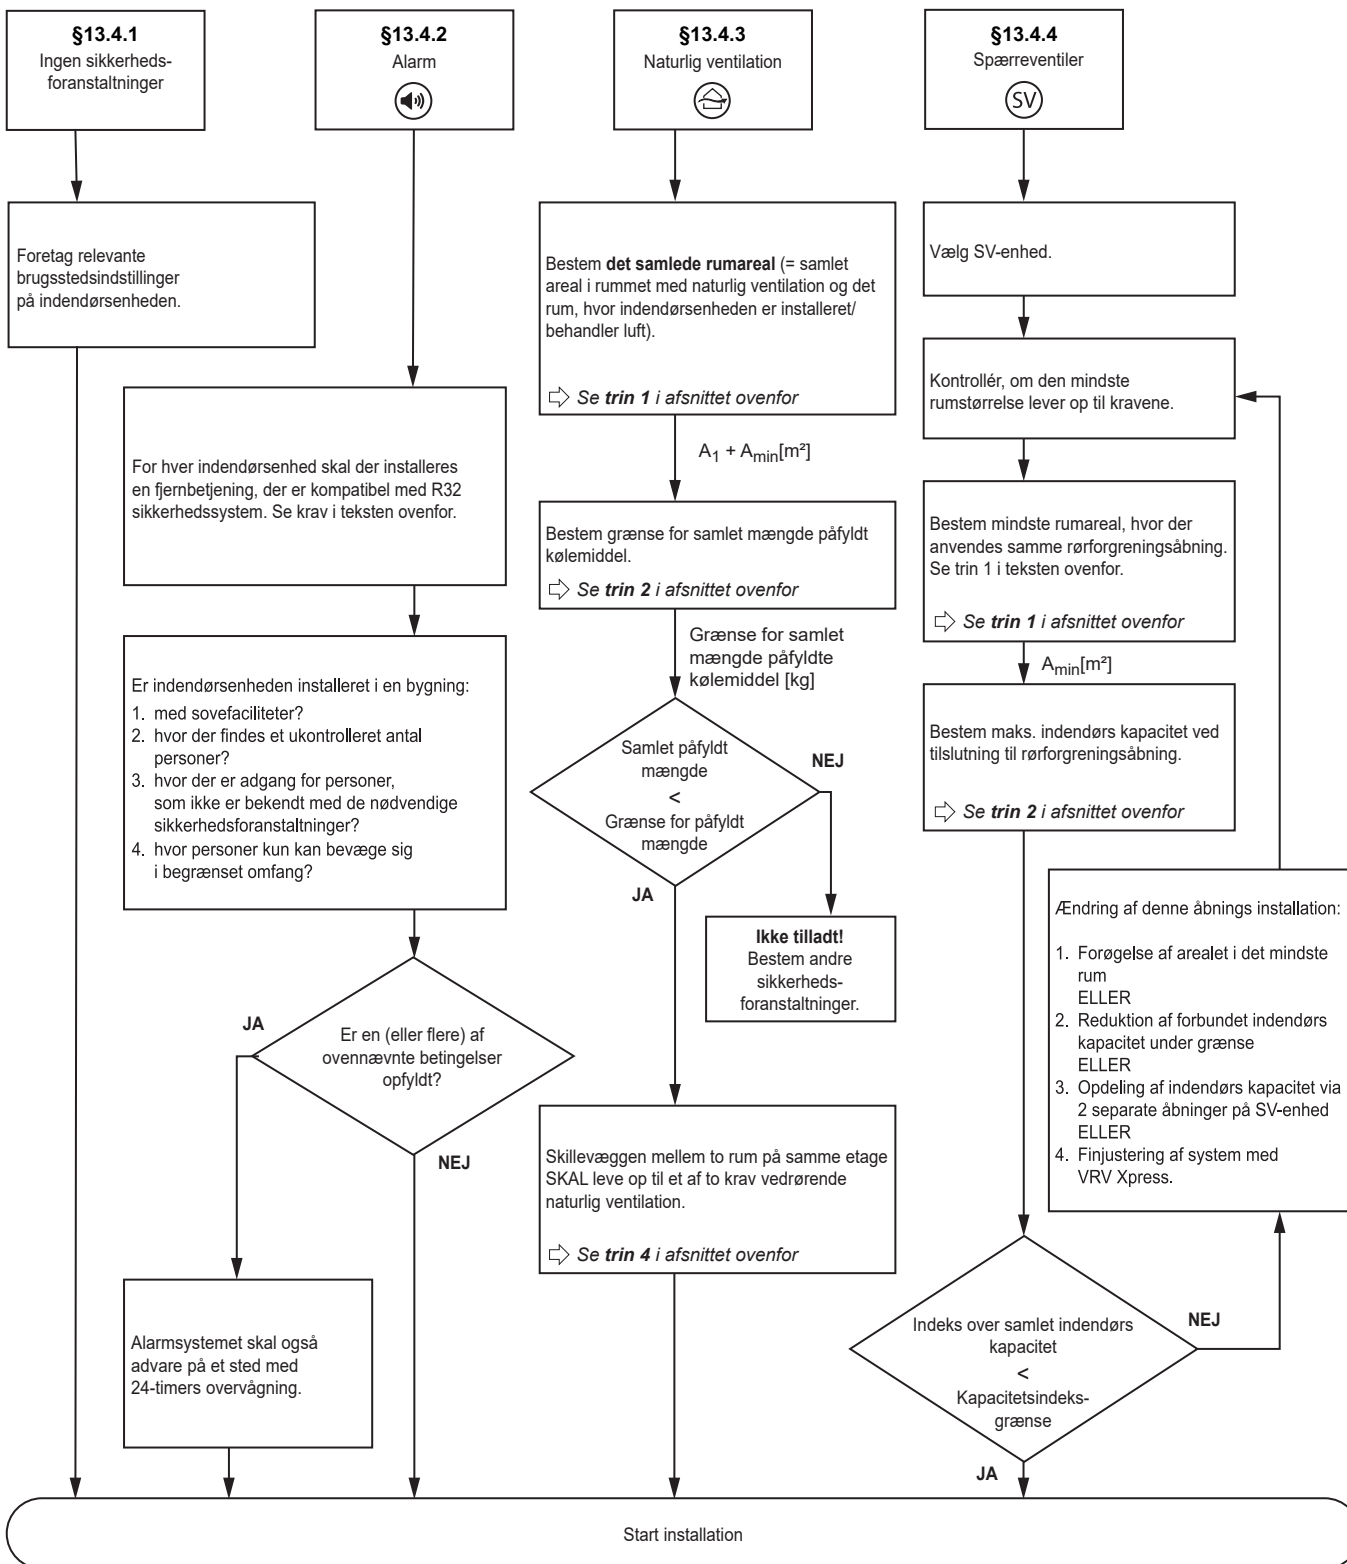 §13.4.1
Ingen sikkerheds-
foranstaltninger
§13.4.2
Alarm
§13.4.3
Naturlig ventilation
§13.4.4
Spærreventiler
SV
Foretag relevante
brugsstedsindstillinger
på indendørsenheden.
For hver indendørsenhed skal der installeres
en fjernbetjening, der er kompatibel med R32
sikkerhedssystem. Se krav i teksten ovenfor.
Er indendørsenheden installeret i en bygning:
1. med sovefaciliteter?
2. hvor der findes et ukontrolleret antal
personer?
3. hvor der er adgang for personer,
som ikke er bekendt med de nødvendige
sikkerhedsforanstaltninger?
4. hvor personer kun kan bevæge sig
i begrænset omfang?
JA
Er en (eller flere) af
ovennævnte betingelser
opfyldt?
NEJ
Alarmsystemet skal også
advare på et sted med
24-timers overvågning.
Bestem det samlede rumareal (= samlet
areal i rummet med naturlig ventilation og det
rum, hvor indendørsenheden er installeret/
behandler luft).
⇨ Se trin 1 i afsnittet ovenfor
A1 + Amin[m²]
Bestem grænse for samlet mængde påfyldt
kølemiddel.
⇨ Se trin 2 i afsnittet ovenfor
Grænse for samlet
mængde påfyldte
kølemiddel [kg]
Samlet påfyldt
mængde
<
Grænse for påfyldt
mængde
NEJ
JA
Ikke tilladt!
Bestem andre
sikkerheds-
foranstaltninger.
Skillevæggen mellem to rum på samme etage
SKAL leve op til et af to krav vedrørende
naturlig ventilation.
⇨ Se trin 4 i afsnittet ovenfor
Vælg SV-enhed.
Kontrollér, om den mindste
rumstørrelse lever op til kravene.
Bestem mindste rumareal, hvor der
anvendes samme rørforgreningsåbning.
Se trin 1 i teksten ovenfor.
⇨ Se trin 1 i afsnittet ovenfor
Amin[m²]
Bestem maks. indendørs kapacitet ved
tilslutning til rørforgreningsåbning.
⇨ Se trin 2 i afsnittet ovenfor
Ændring af denne åbnings installation:
1. Forøgelse af arealet i det mindste
rum
ELLER
2. Reduktion af forbundet indendørs
kapacitet under grænse
ELLER
3. Opdeling af indendørs kapacitet via
2 separate åbninger på SV-enhed
ELLER
4. Finjustering af system med
VRV Xpress.
Indeks over samlet indendørs
kapacitet
<
Kapacitetsindeks-
grænse
NEJ
JA
Start installation